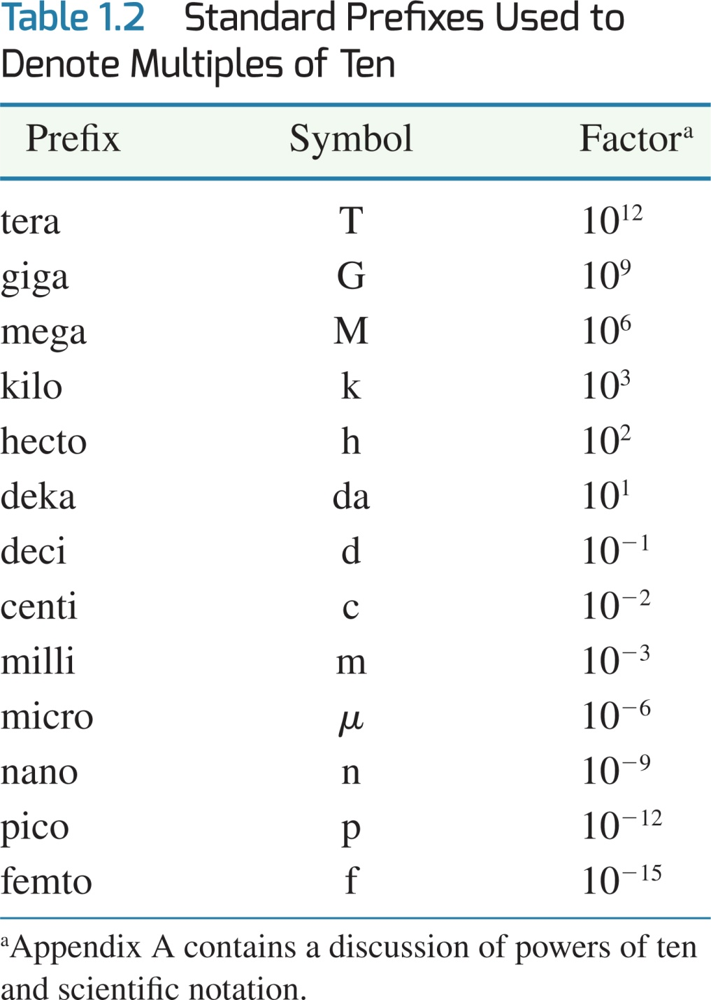 Table 1.2 Standard Prefixes Used to
Denote Multiples of Ten
Prefix Symbol Factorᵃ
tera T 10¹²
giga G 10⁹
mega M 10⁶
kilo k 10³
hecto h 10²
deka da 10¹
deci d 10⁻¹
centi c 10⁻²
milli m 10⁻³
micro μ 10⁻⁶
nano n 10⁻⁹
pico p 10⁻¹²
femto f 10⁻¹⁵
ᵃAppendix A contains a discussion of powers of ten
and scientific notation.